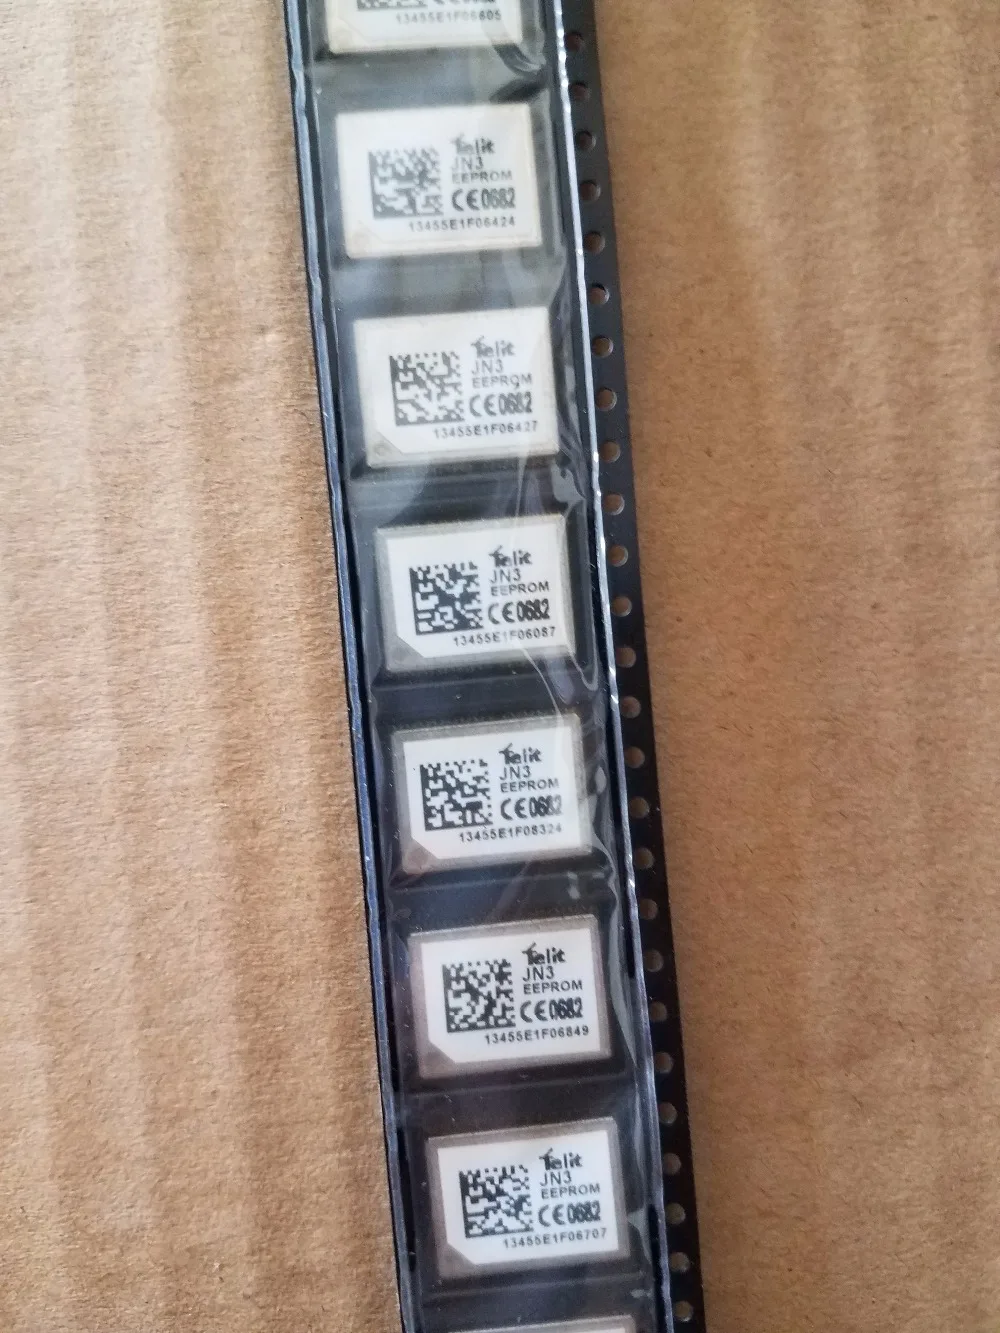 13455E1F06605
Telit
JN3
EEPROM
CE0682
13455E1F06424
Telit
JN3
EEPROM
CE0682
13455E1F06427
Telit
JN3
EEPROM
CE0682
13455E1F06087
Telit
JN3
EEPROM
CE0682
13455E1F08324
Telit
JN3
EEPROM
CE0682
13455E1F06849
Telit
JN3
EEPROM
CE0682
13455E1F06707